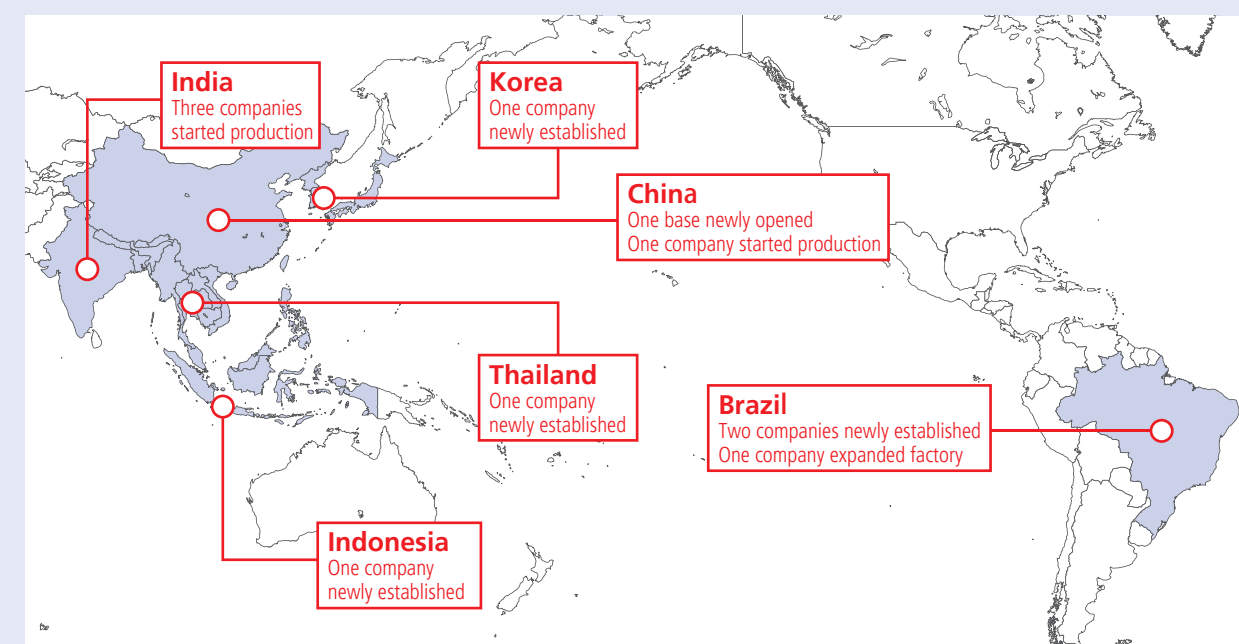 India
Three companies
started production
Korea
One company
newly established
China
One base newly opened
One company started production
Thailand
One company
newly established
Brazil
Two companies newly established
One company expanded factory
Indonesia
One company
newly established